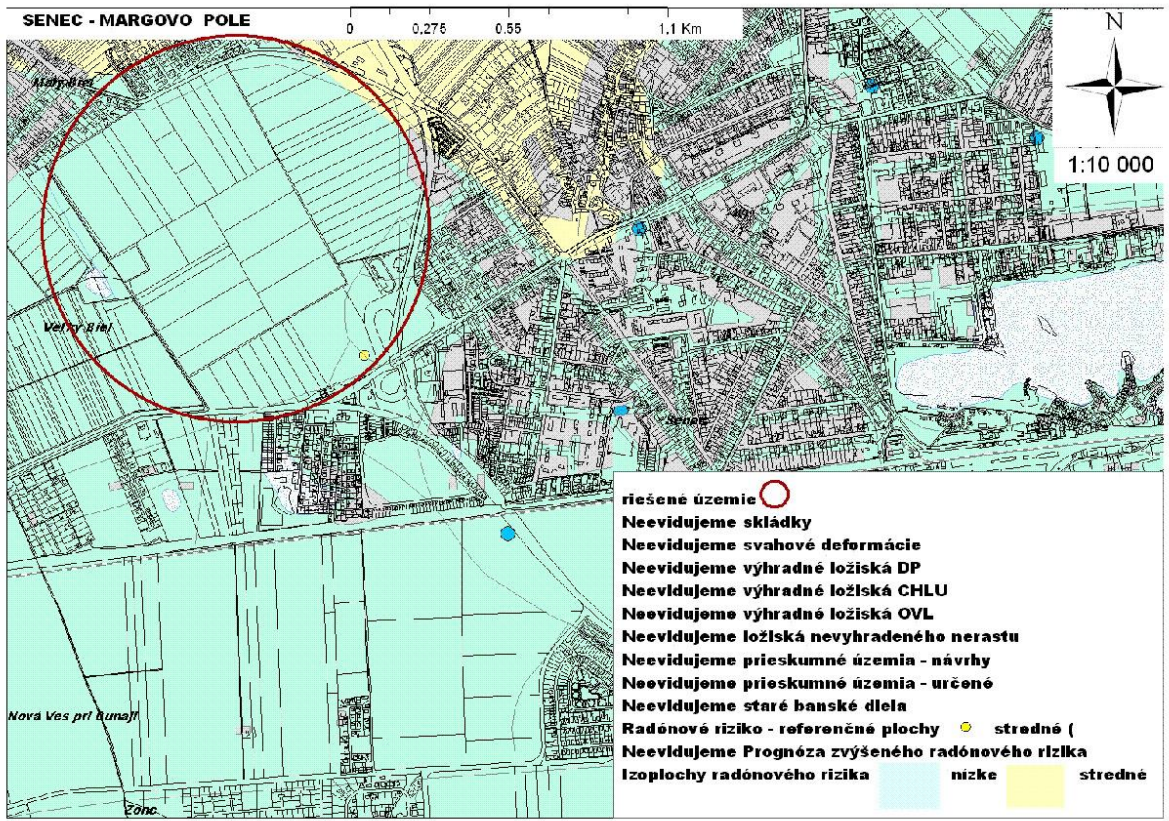 SENEC - MARGOVO POLE
0 0,275 0.55 1.1 Km
N
1:10 000
Malý Biel
Veľký Biel
Senec
Nová Ves pri Dunaji
Zonc
riešené územie
Neevidujeme skládky
Neevidujeme svahové deformácie
Neevidujeme výhradné ložiská DP
Neevidujeme výhradné ložiská CHLU
Neevidujeme výhradné ložiská OVL
Neevidujeme ložiská nevyhradeného nerastu
Neevidujeme prieskumné územia - návrhy
Neevidujeme prieskumné územia - určené
Neevidujeme staré banské diela
Radónové riziko - referenčné plochy stredné (
Neevidujeme Prognóza zvýšeného radónového rizika
Izoplochy radónového rizika nízke stredné